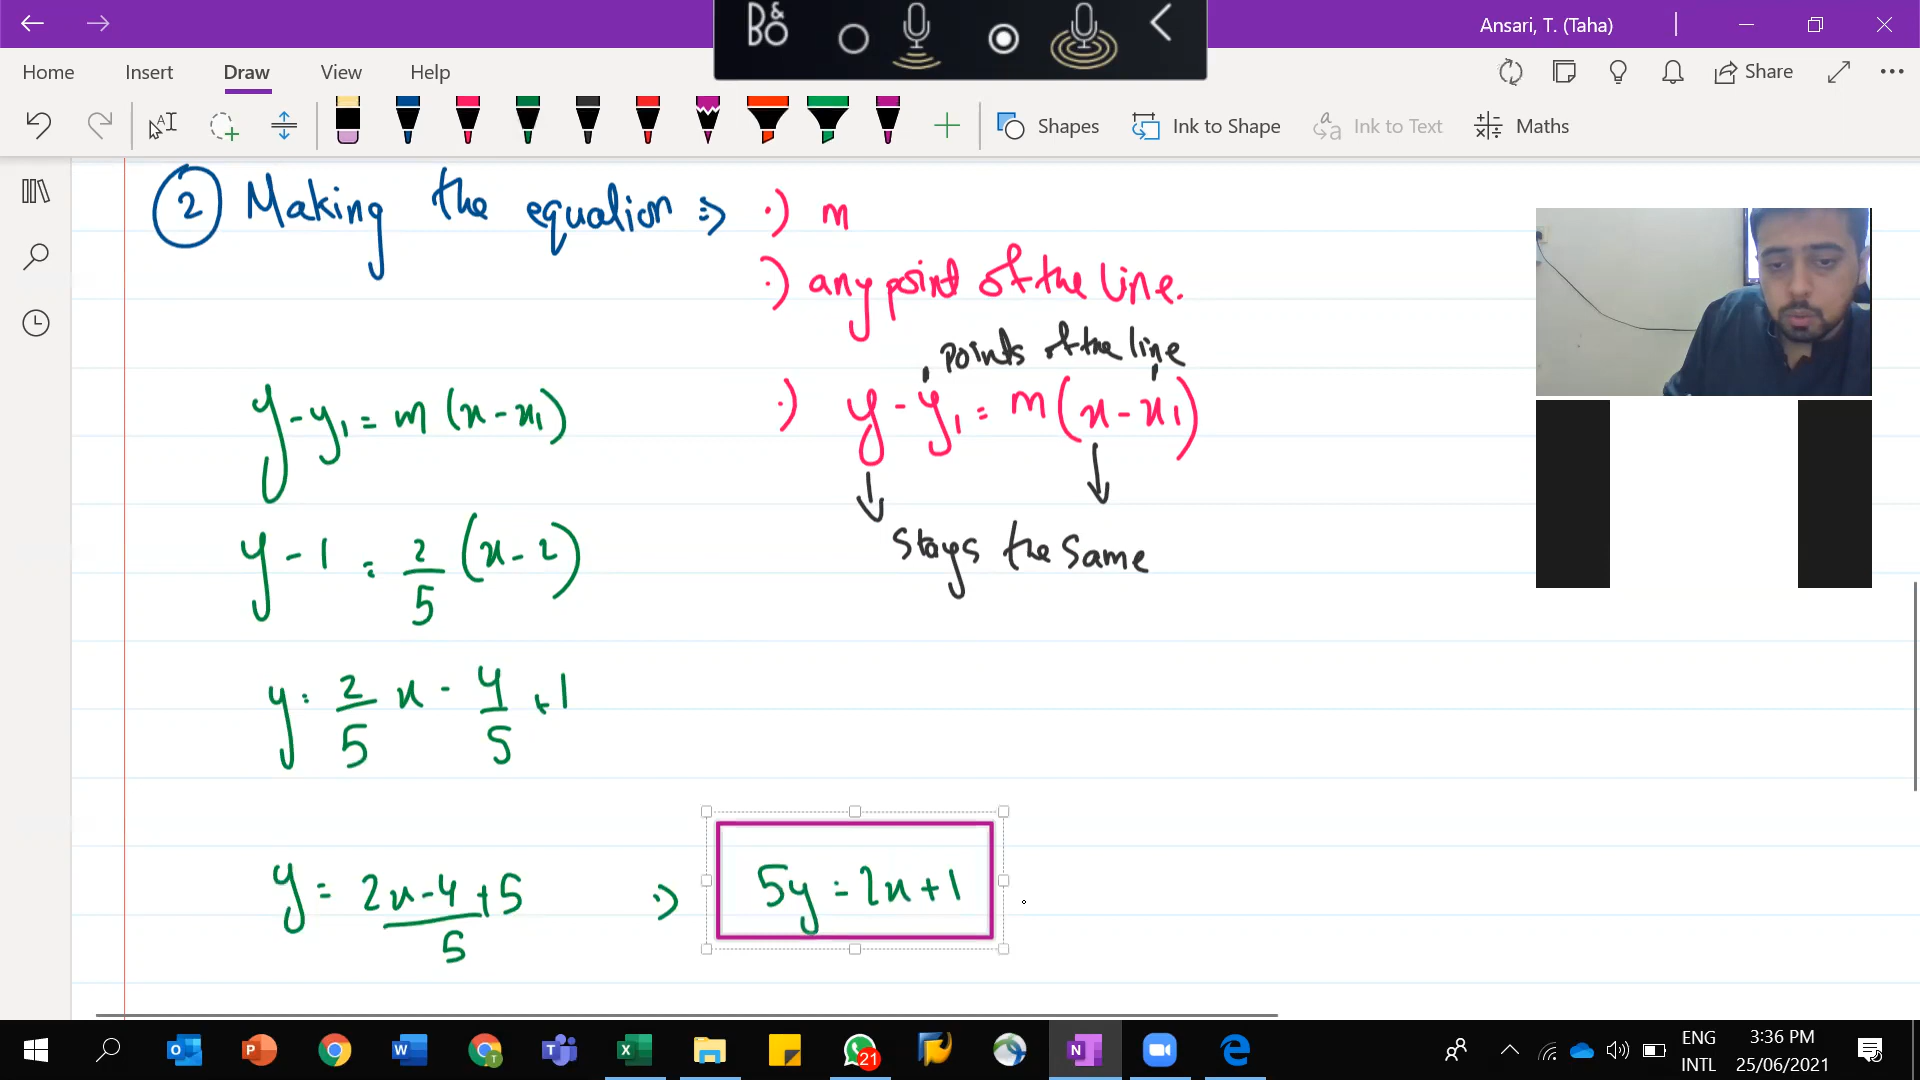 B&O
Ansari, T. (Taha)
Home Insert Draw View Help
Share
Shapes Ink to Shape Ink to Text Maths
② Making the equation => ·) m
·) any point of the line.
points of the line
y - y₁ = m (x - x₁)
·) y - y₁ = m (x - x₁)
stays the same
y - 1 = 2/5 (x - 2)
y = 2/5 x - 4/5 + 1
y = 2x - 4 + 5 / 5
=> 5y = 2x + 1
21
ENG
INTL
3:36 PM
25/06/2021